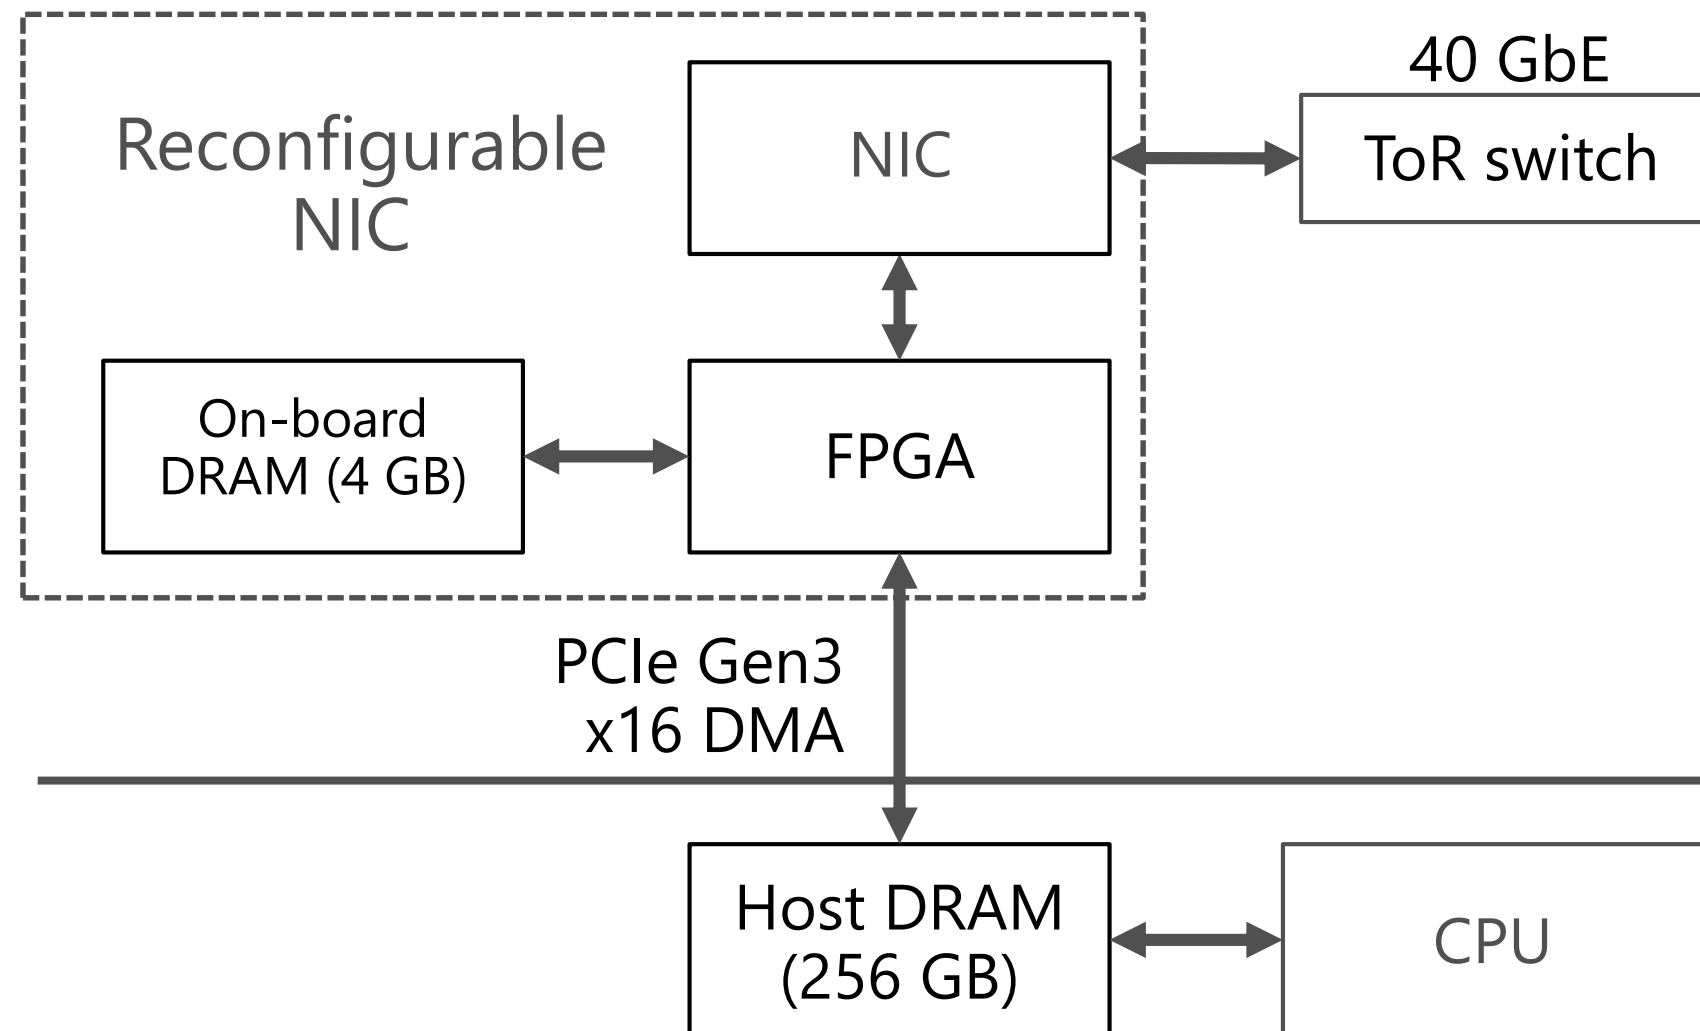 40 GbE
Reconfigurable
NIC
NIC
ToR switch
On-board
DRAM (4 GB)
FPGA
PCIe Gen3
x16 DMA
Host DRAM
(256 GB)
CPU